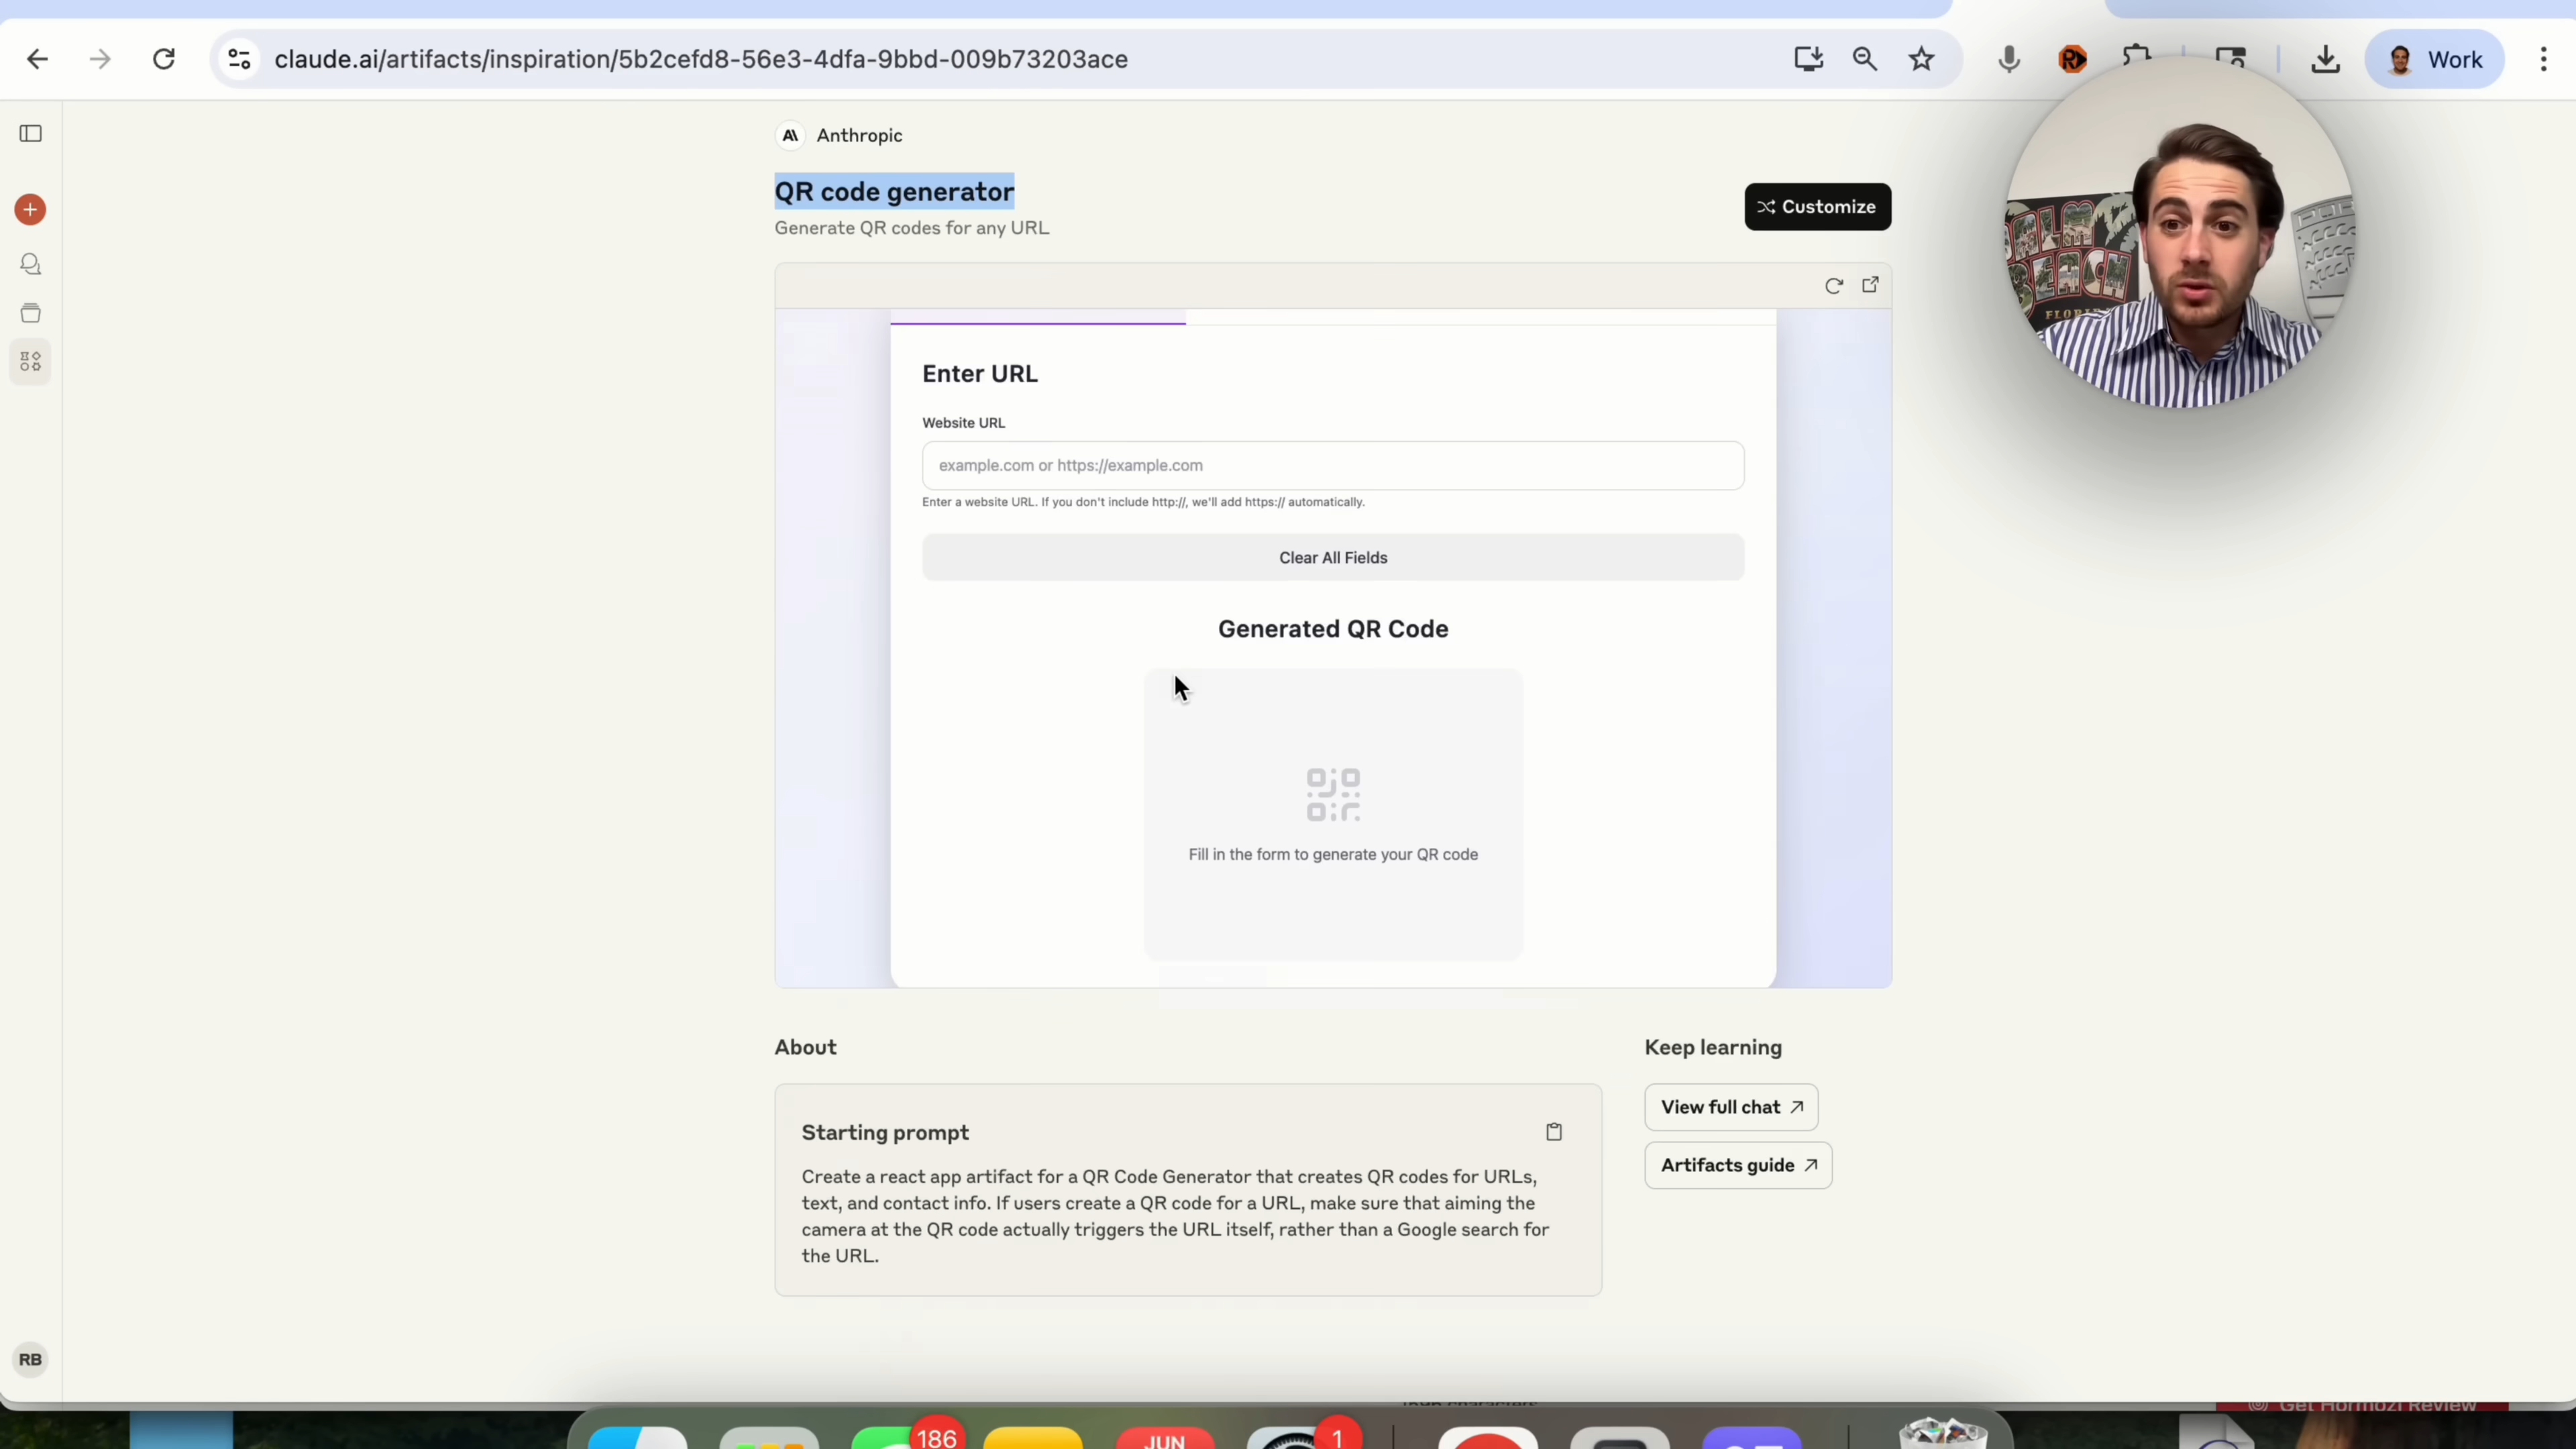 claude.ai/artifacts/inspiration/5b2cefd8-56e3-4dfa-9bbd-009b73203ace
Work
Anthropic
QR code generator
Generate QR codes for any URL
Customize
PALM
BEACH
Enter URL
Website URL
example.com or https://example.com
Enter a website URL. If you don't include http://, we'll add https:// automatically.
Clear All Fields
Generated QR Code
Fill in the form to generate your QR code
About
Keep learning
Starting prompt
View full chat
Create a react app artifact for a QR Code Generator that creates QR codes for URLs,
text, and contact info. If users create a QR code for a URL, make sure that aiming the
camera at the QR code actually triggers the URL itself, rather than a Google search for
the URL.
Artifacts guide
RB
Get Hormozi Review
186
JUN
1